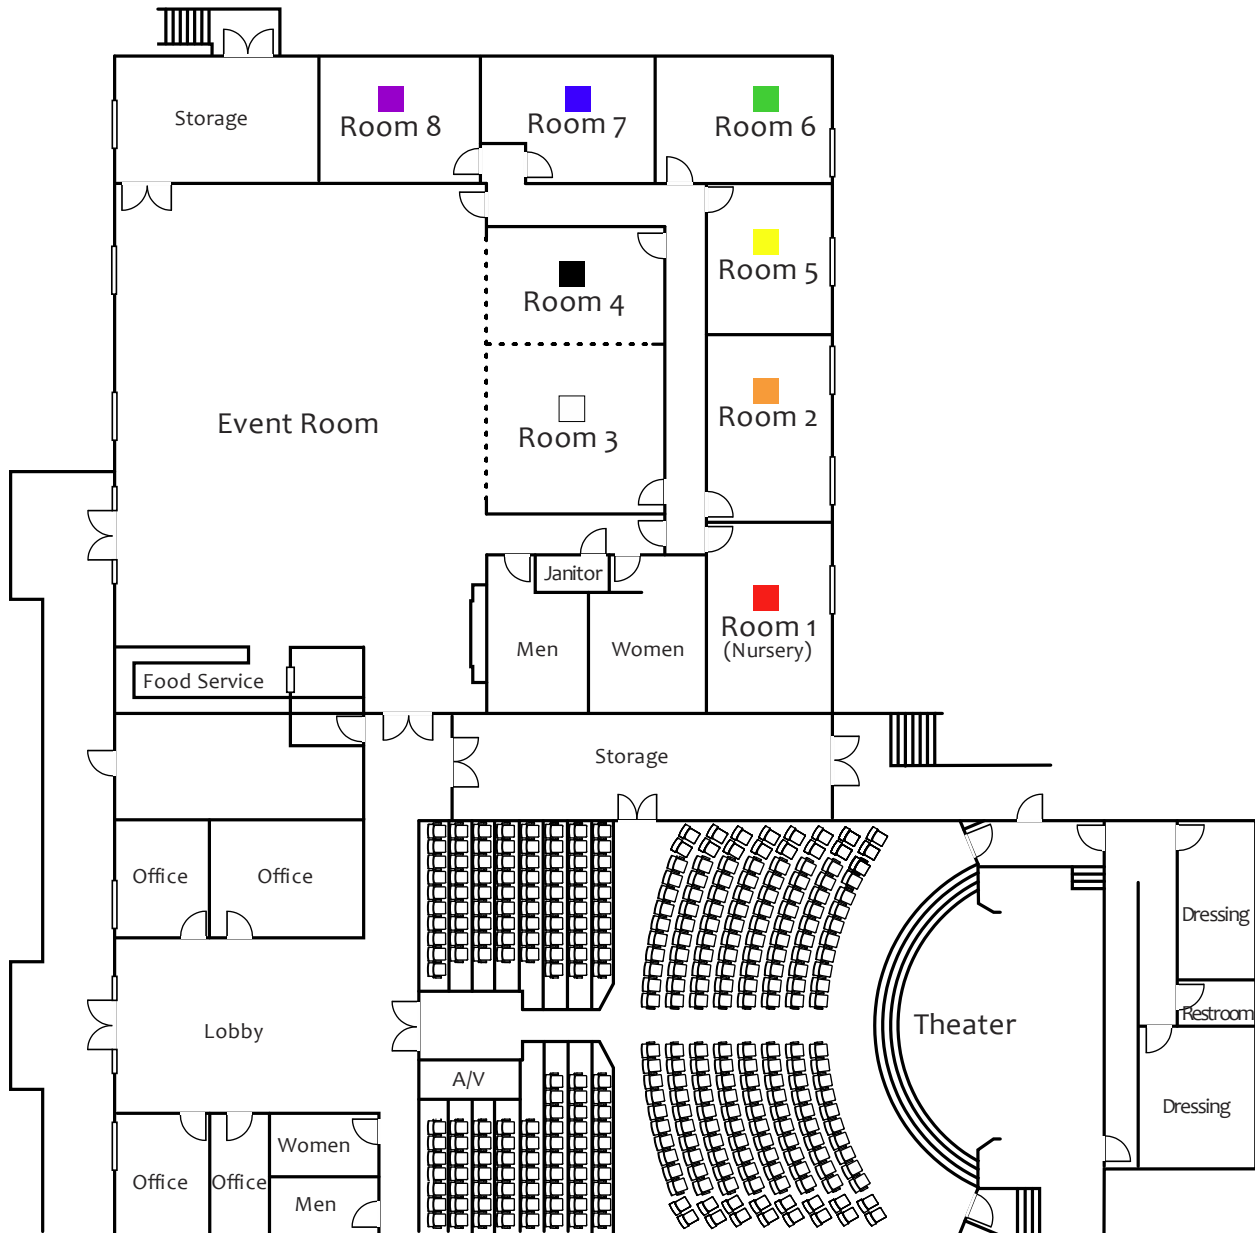 Storage
Room 8
Room 7
Room 6
Room 5
Room 4
Event Room
Room 3
Room 2
Janitor
Room 1
(Nursery)
Men
Women
Food Service
Storage
Office
Office
Dressing
Restroom
Lobby
Theater
A/V
Dressing
Women
Office
Office
Men